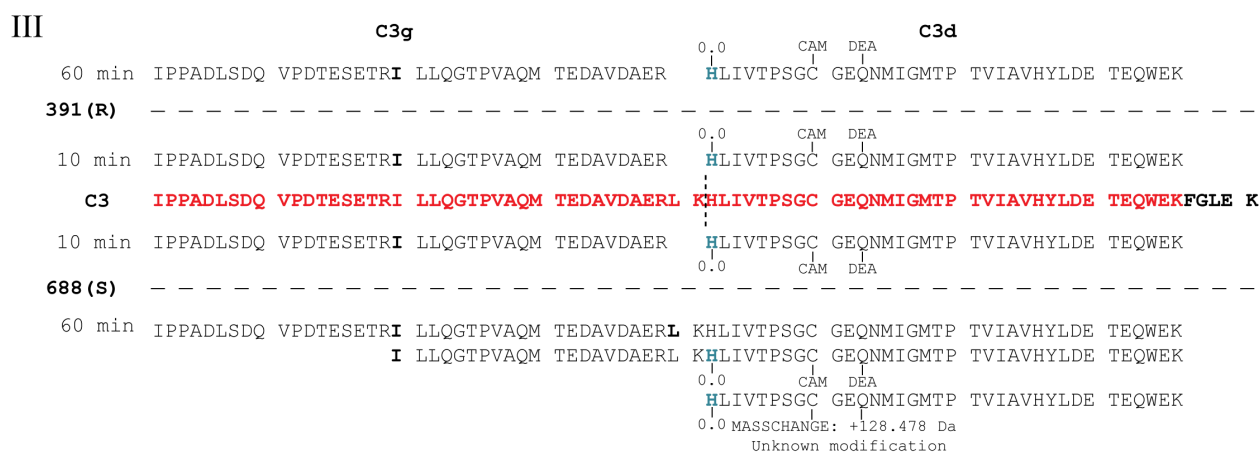 III
C3g C3d
0.0 CAM DEA
60 min IPPADLSDQ VPDTESETRI LLQGTPVAQM TEDAVDAER HLIVTPSGC GEQNMIGMTP TVIAVHYLDE TEQWEK
391(R)
0.0 CAM DEA
10 min IPPADLSDQ VPDTESETRI LLQGTPVAQM TEDAVDAER HLIVTPSGC GEQNMIGMTP TVIAVHYLDE TEQWEK
C3 IPPADLSDQ VPDTESETRI LLQGTPVAQM TEDAVDAERL KHLIVTPSGC GEQNMIGMTP TVIAVHYLDE TEQWEKFGLE K
10 min IPPADLSDQ VPDTESETRI LLQGTPVAQM TEDAVDAER HLIVTPSGC GEQNMIGMTP TVIAVHYLDE TEQWEK
0.0 CAM DEA
688(S)
60 min IPPADLSDQ VPDTESETRI LLQGTPVAQM TEDAVDAERL KHLIVTPSGC GEQNMIGMTP TVIAVHYLDE TEQWEK
I LLQGTPVAQM TEDAVDAERL KHLIVTPSGC GEQNMIGMTP TVIAVHYLDE TEQWEK
0.0 CAM DEA
HLIVTPSGC GEQNMIGMTP TVIAVHYLDE TEQWEK
0.0 MASSCHANGE: +128.478 Da
Unknown modification